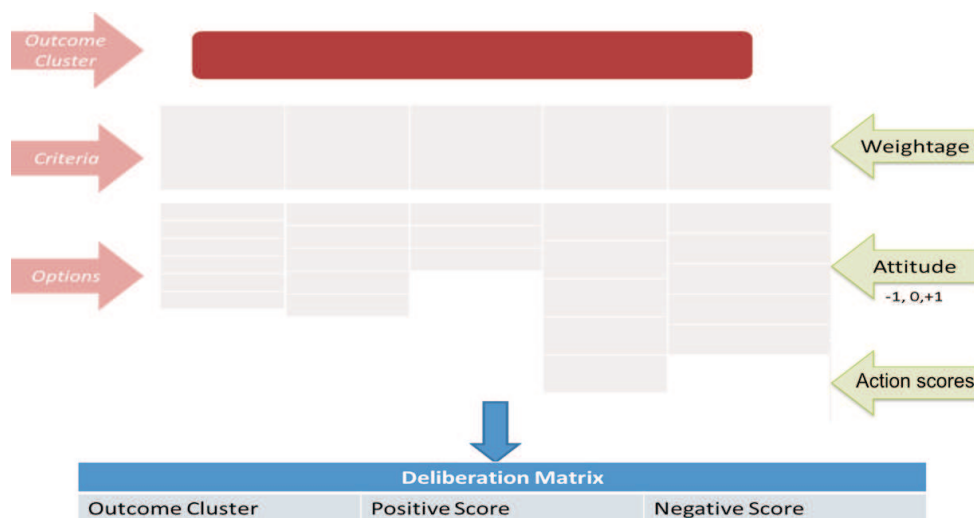 Outcome
Cluster
Criteria
Weightage
Options
Attitude
-1, 0,+1
Action scores
Deliberation Matrix
Outcome Cluster Positive Score Negative Score